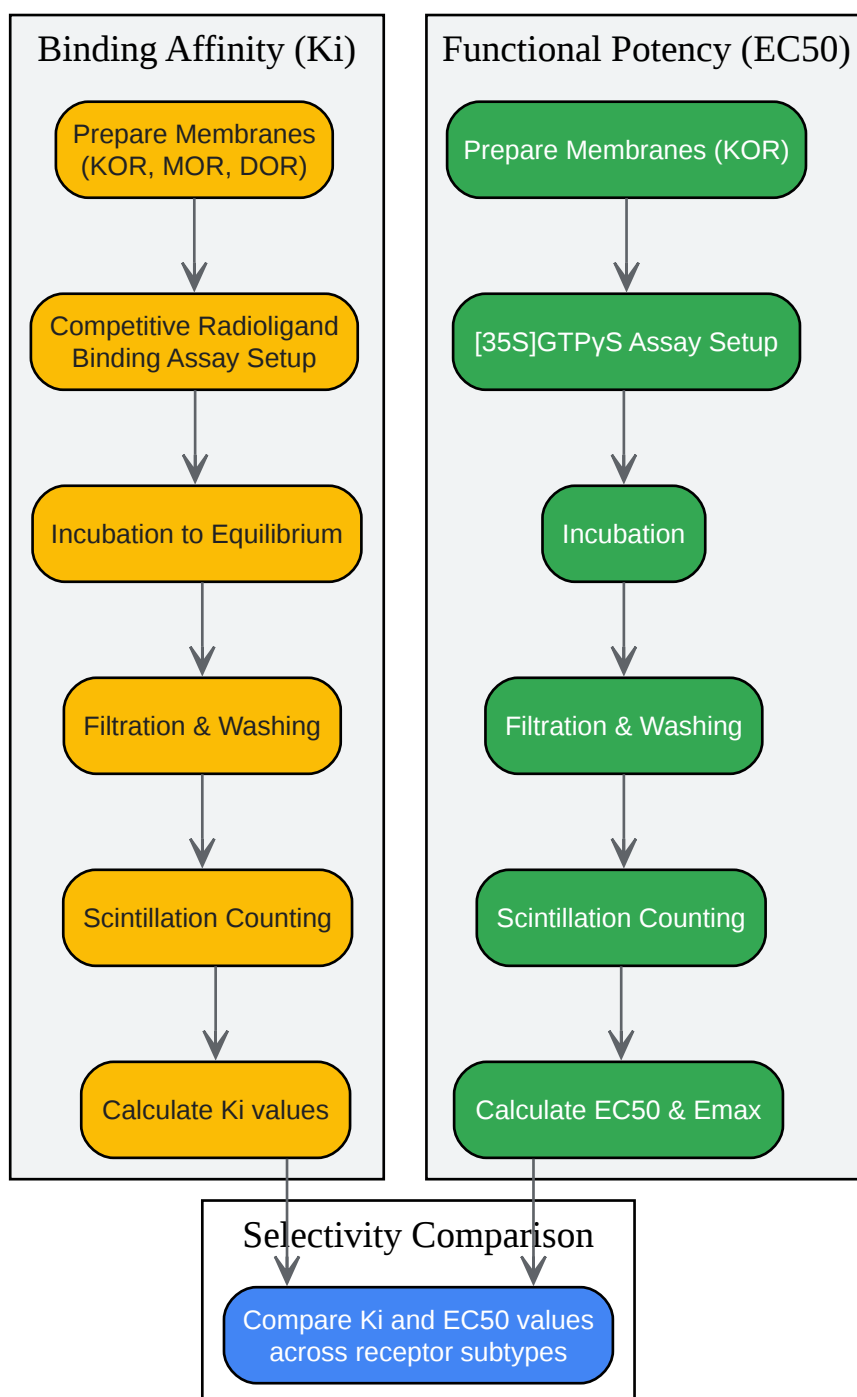 Binding Affinity (Ki)
Prepare Membranes
(KOR, MOR, DOR)
Competitive Radioligand
Binding Assay Setup
Incubation to Equilibrium
Filtration & Washing
Scintillation Counting
Calculate Ki values
Functional Potency (EC50)
Prepare Membranes (KOR)
[35S]GTPγS Assay Setup
Incubation
Filtration & Washing
Scintillation Counting
Calculate EC50 & Emax
Selectivity Comparison
Compare Ki and EC50 values
across receptor subtypes